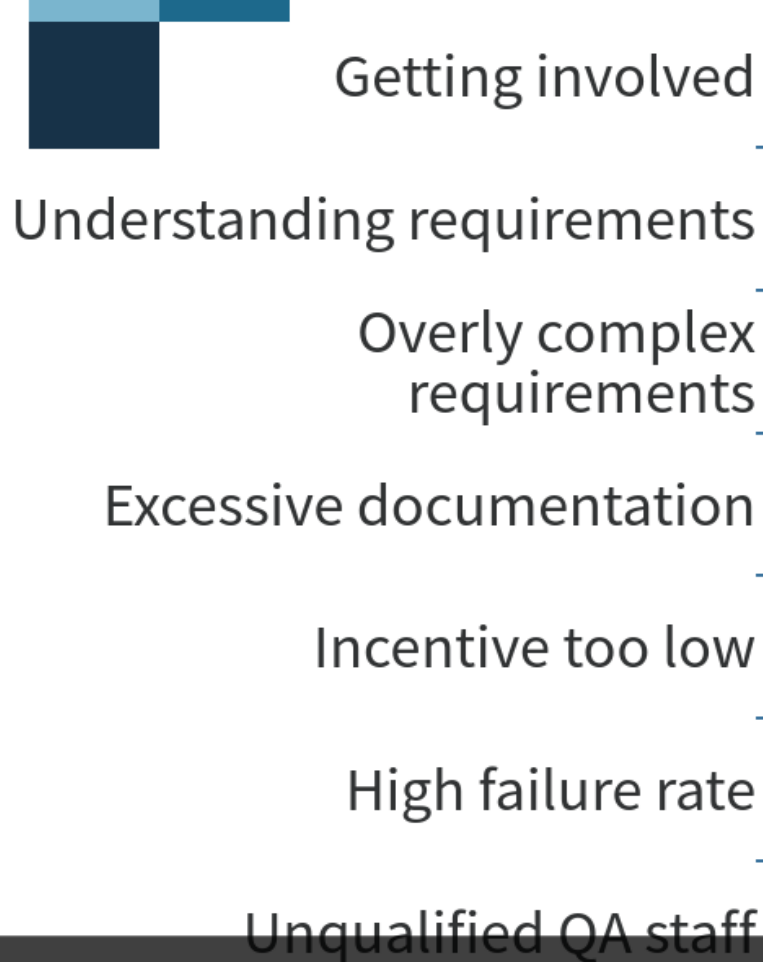 Getting involved
Understanding requirements
Overly complex
requirements
Excessive documentation
Incentive too low
High failure rate
Unqualified QA staff